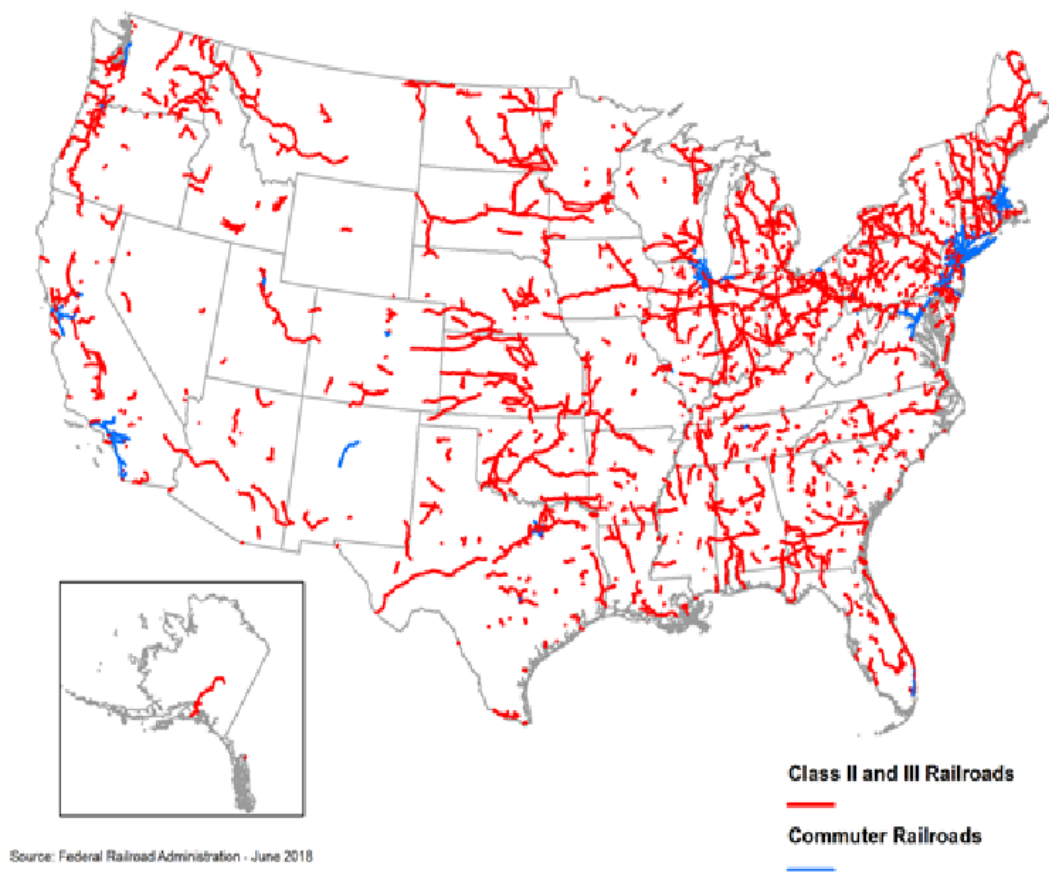 Class II and III Railroads
Commuter Railroads
Source: Federal Railroad Administration - June 2018